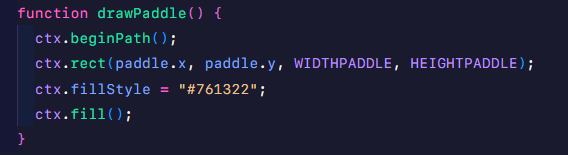 function drawPaddle() {
  ctx.beginPath();
  ctx.rect(paddle.x, paddle.y, WIDTHPADDLE, HEIGHTPADDLE);
  ctx.fillStyle = "#761322";
  ctx.fill();
}